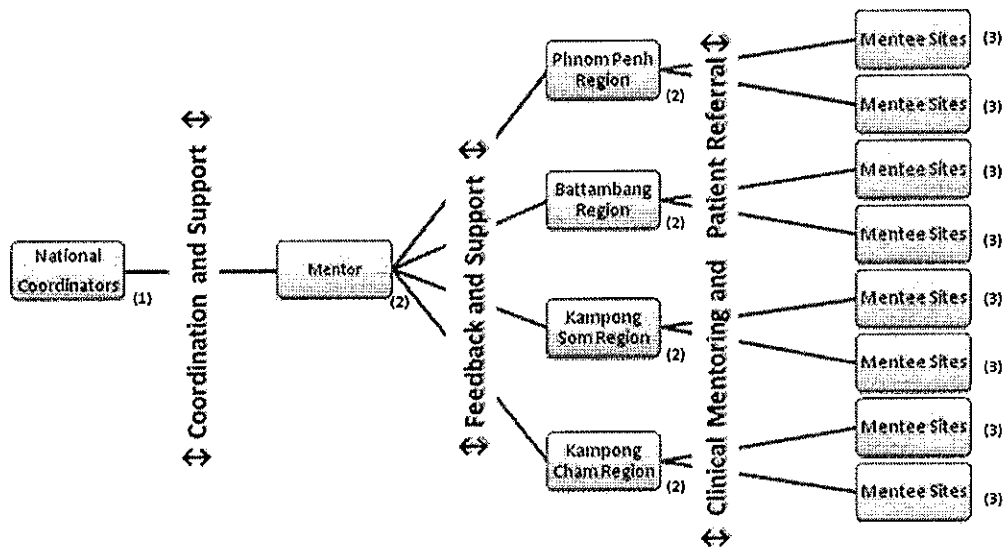 National
Coordinators
(1)
↔ Coordination and Support ↔
Mentor
(2)
↔ Feedback and Support ↔
Phnom Penh
Region
(2)
Battambang
Region
(2)
Kampong
Som Region
(2)
Kampong
Cham Region
(2)
↔ Clinical Mentoring and Patient Referral ↔
Mentee Sites (3)
Mentee Sites (3)
Mentee Sites (3)
Mentee Sites (3)
Mentee Sites (3)
Mentee Sites (3)
Mentee Sites (3)
Mentee Sites (3)